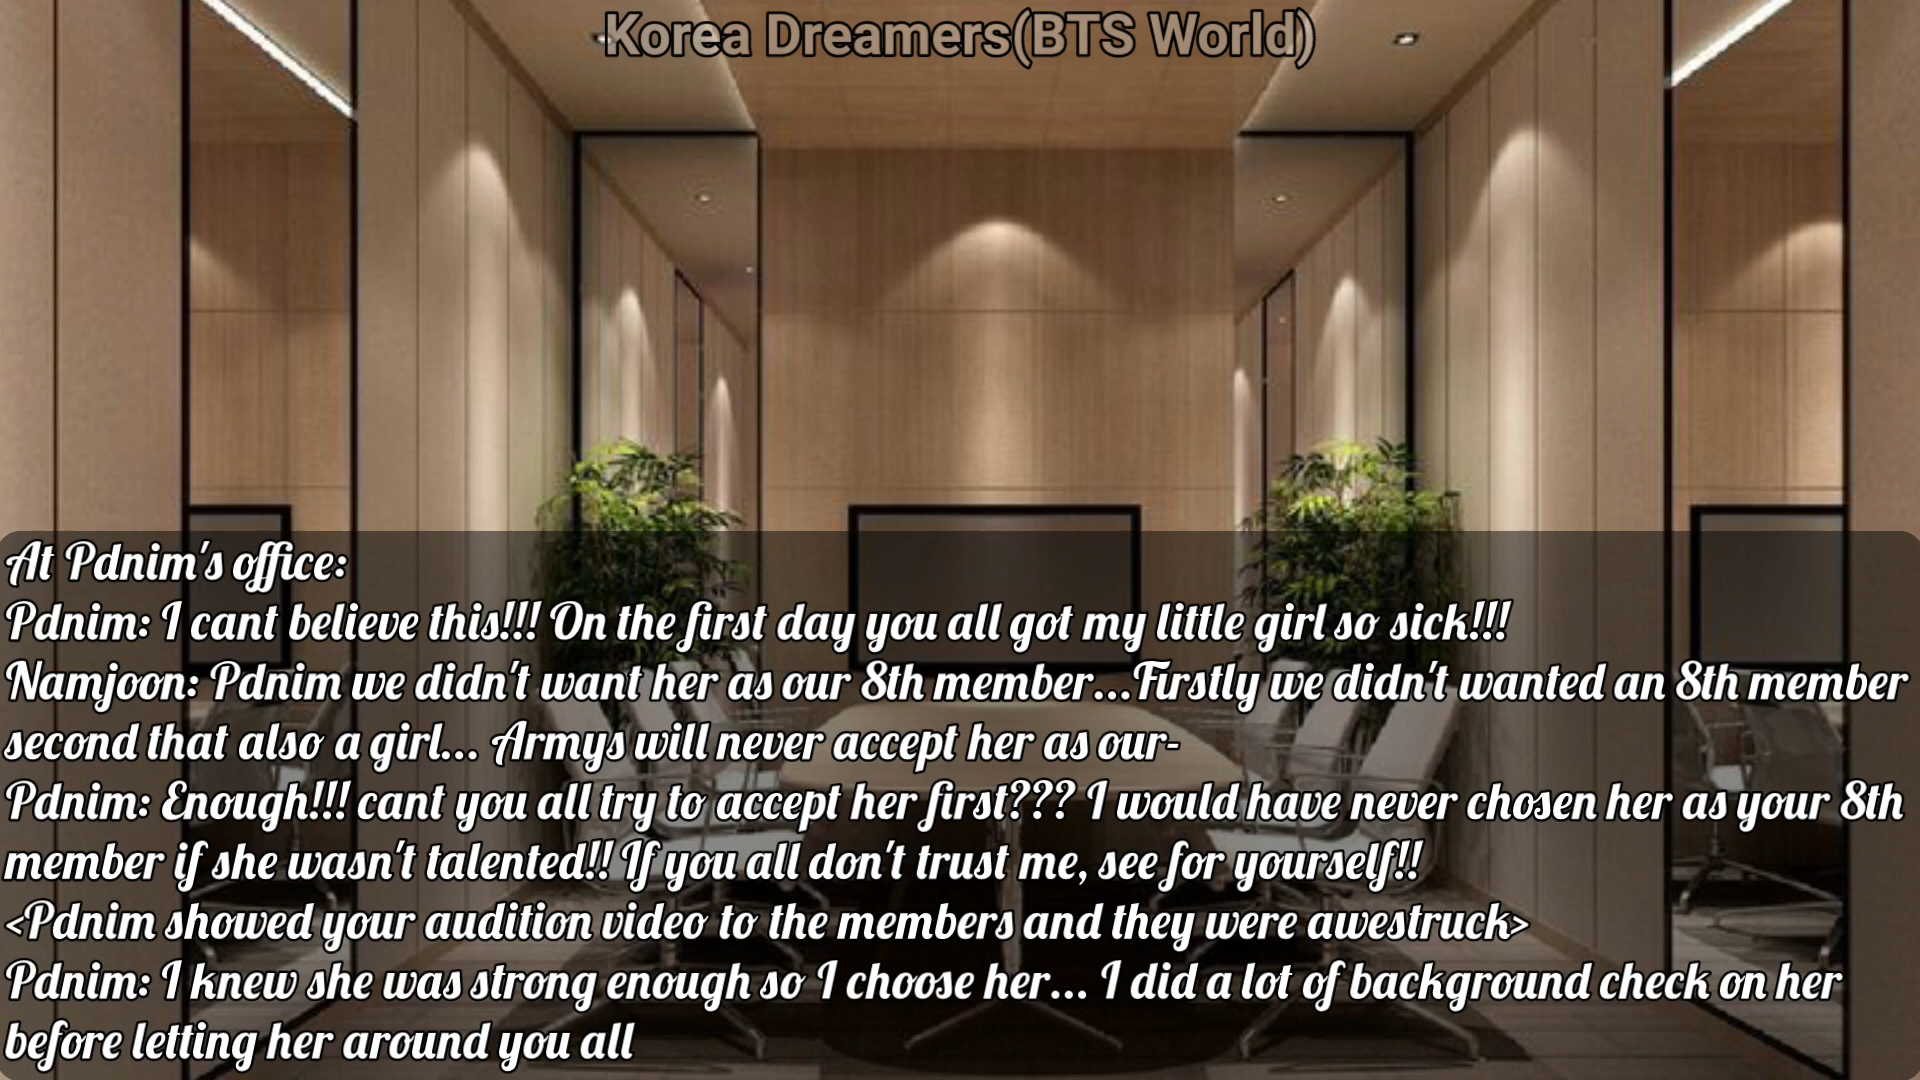 Korea Dreamers(BTS World)
At Pdnim's office:
Pdnim: I cant believe this!!! On the first day you all got my little girl so sick!!!
Namjoon: Pdnim we didn't want her as our 8th member...Firstly we didn't wanted an 8th member
second that also a girl... Armys will never accept her as our-
Pdnim: Enough!!! cant you all try to accept her first??? I would have never chosen her as your 8th
member if she wasn't talented!! If you all don't trust me, see for yourself!!
<Pdnim showed your audition video to the members and they were awestruck>
Pdnim: I knew she was strong enough so I choose her... I did a lot of background check on her
before letting her around you all